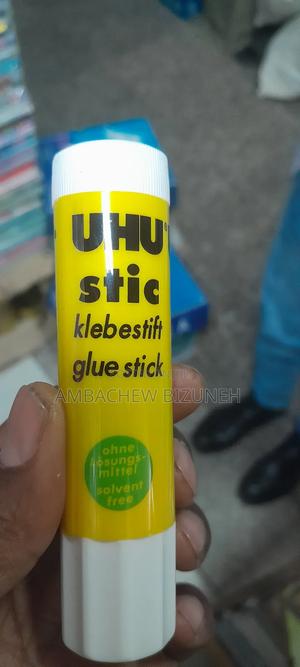 UHU®
stic
klebestift
glue stick
AMBACHEW BIZUNEH
ohne
lösungs-
mittel
solvent
free